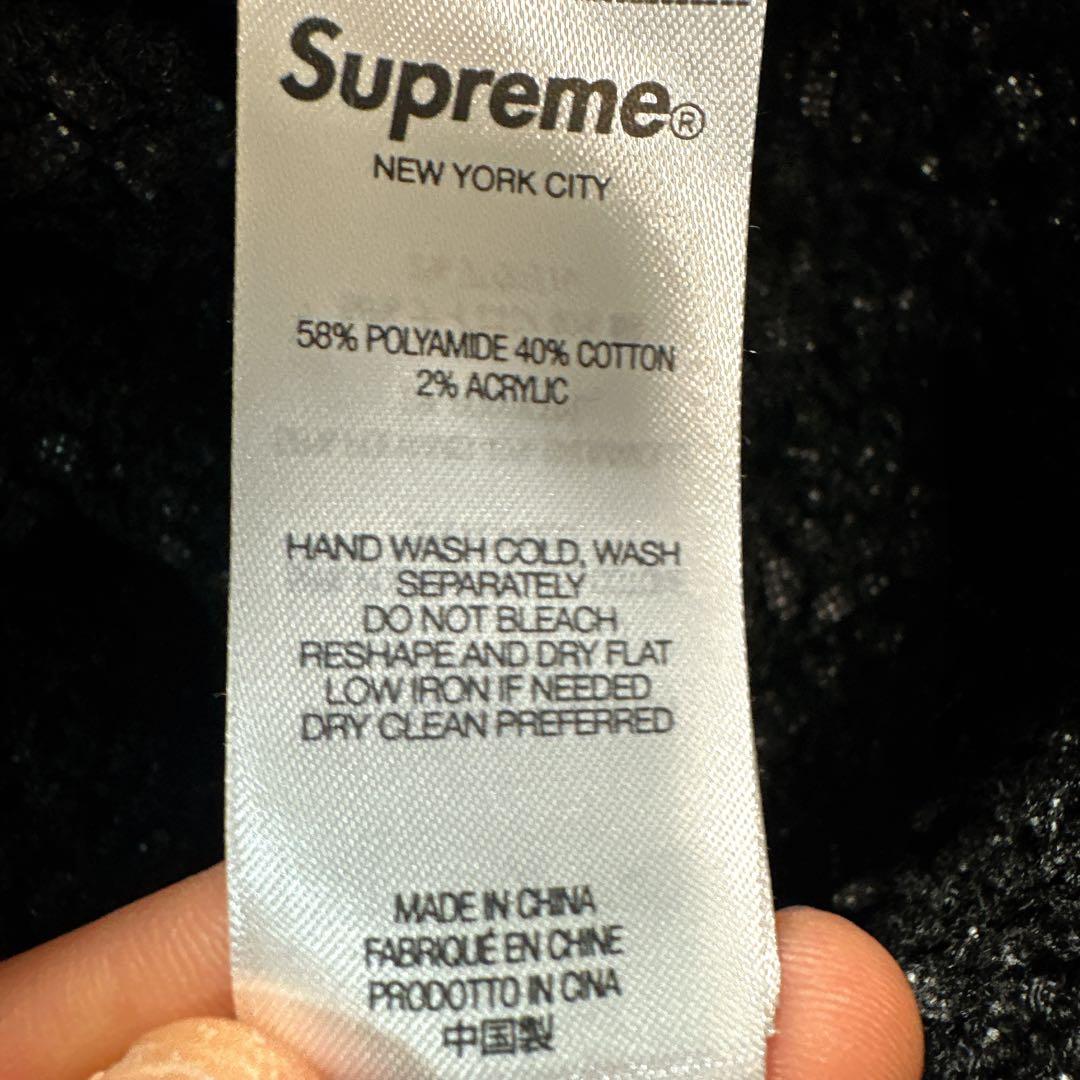 Supreme®
NEW YORK CITY
58% POLYAMIDE 40% COTTON
2% ACRYLIC
HAND WASH COLD, WASH
SEPARATELY
DO NOT BLEACH
RESHAPE AND DRY FLAT
LOW IRON IF NEEDED
DRY CLEAN PREFERRED
MADE IN CHINA
FABRIQUÉ EN CHINE
PRODOTTO IN CINA
中国製